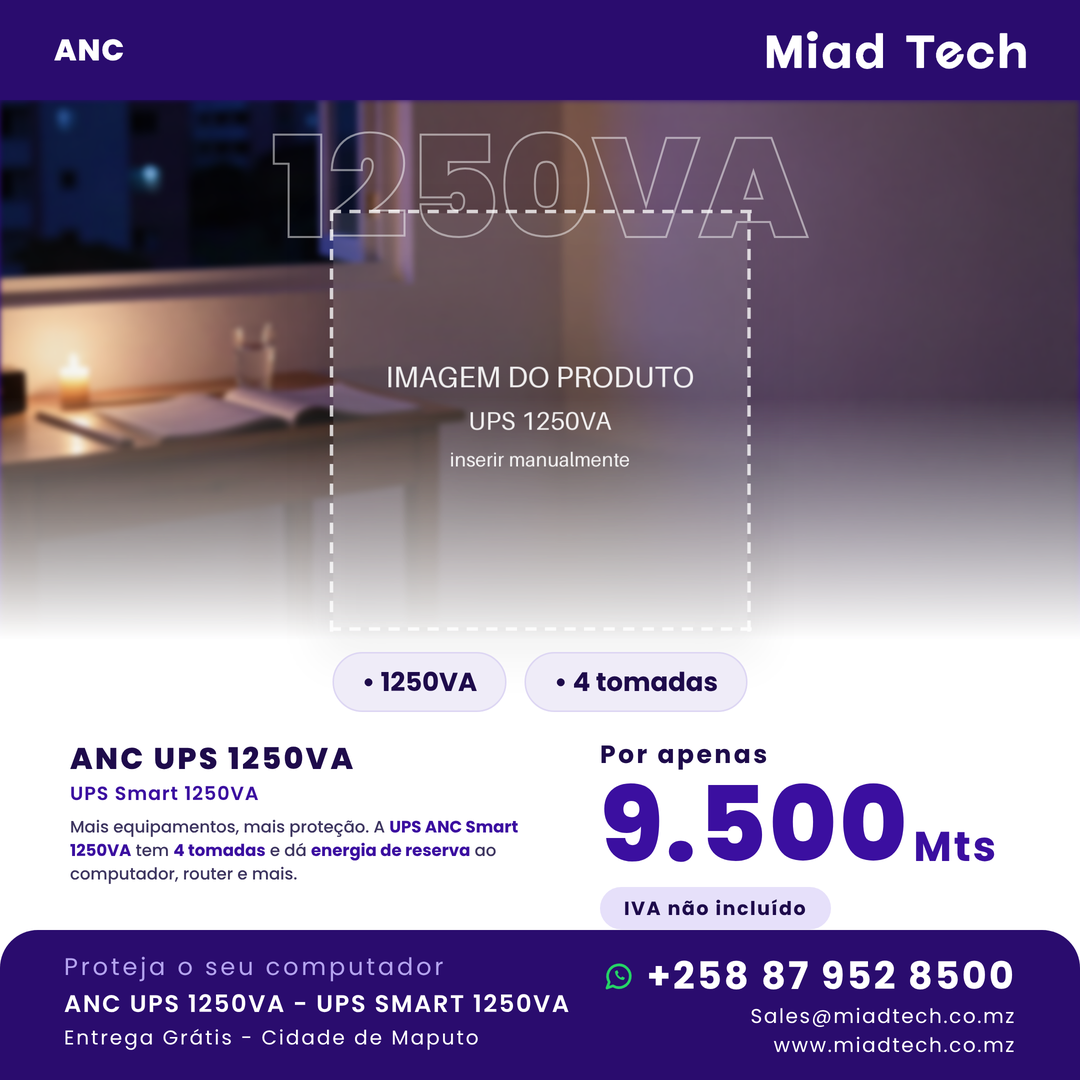 ANC
Miad Tech
1250VA
IMAGEM DO PRODUTO
UPS 1250VA
inserir manualmente
• 1250VA
• 4 tomadas
ANC UPS 1250VA
UPS Smart 1250VA
Mais equipamentos, mais proteção. A UPS ANC Smart
1250VA tem 4 tomadas e dá energia de reserva ao
computador, router e mais.
Por apenas
9.500 Mts
IVA não incluído
Proteja o seu computador
ANC UPS 1250VA – UPS SMART 1250VA
Entrega Grátis – Cidade de Maputo
+258 87 952 8500
Sales@miadtech.co.mz
www.miadtech.co.mz